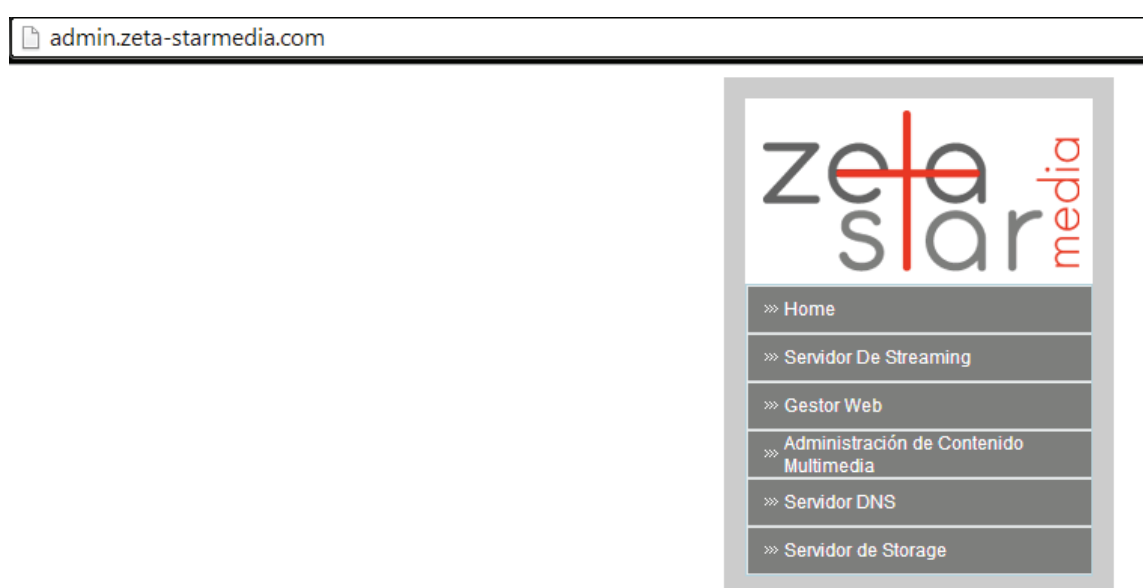 admin.zeta-starmedia.com
zeta
star
media
»» Home
»» Servidor De Streaming
»» Gestor Web
»» Administración de Contenido
Multimedia
»» Servidor DNS
»» Servidor de Storage